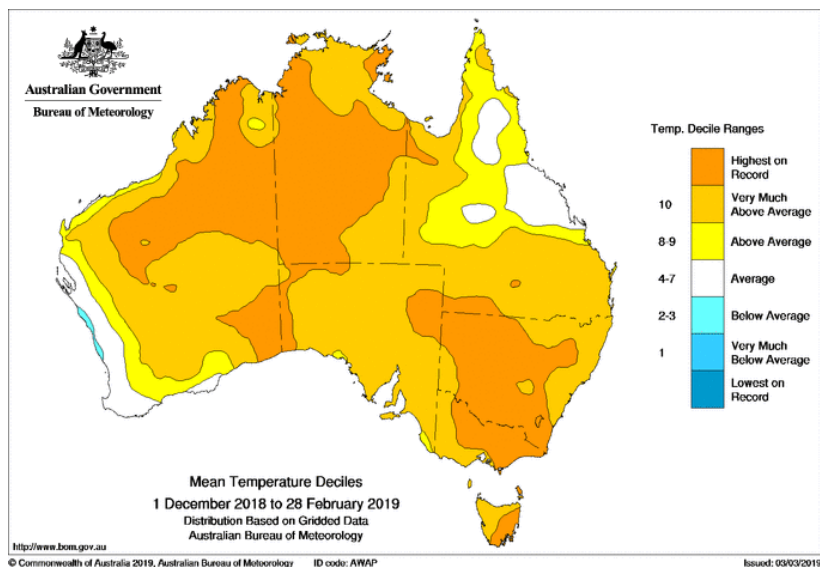 Australian Government
Bureau of Meteorology
Temp. Decile Ranges
Highest on
Record
10
Very Much
Above Average
8-9
Above Average
4-7
Average
2-3
Below Average
1
Very Much
Below Average
Lowest on
Record
Mean Temperature Deciles
1 December 2018 to 28 February 2019
Distribution Based on Gridded Data
Australian Bureau of Meteorology
http://www.bom.gov.au
© Commonwealth of Australia 2019, Australian Bureau of Meteorology ID code: AWAP Issued: 03/03/2019